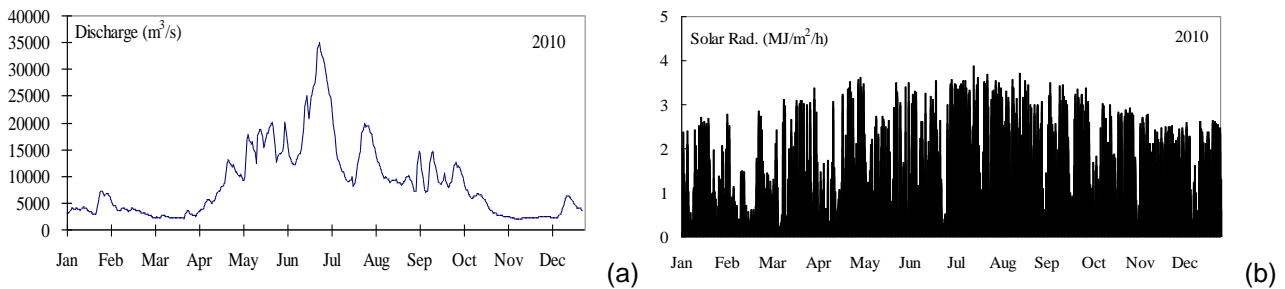 Discharge (m³/s)
2010
40000
35000
30000
25000
20000
15000
10000
5000
0
Jan Feb Mar Apr May Jun Jul Aug Sep Oct Nov Dec
(a)
Solar Rad. (MJ/m²/h)
2010
5
4
3
2
1
0
Jan Feb Mar Apr May Jun Jul Aug Sep Oct Nov Dec
(b)